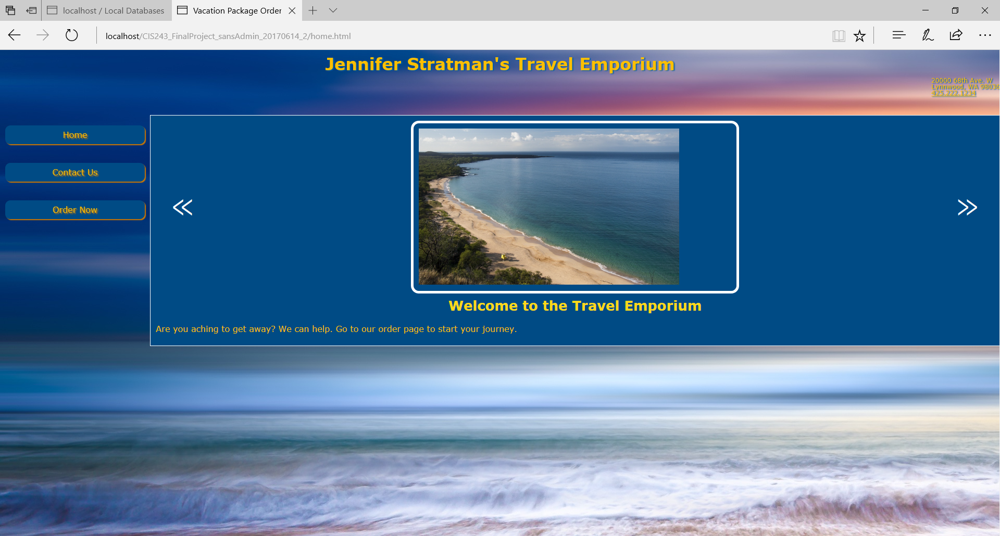 localhost / Local Databases
Vacation Package Order
localhost/CIS243_FinalProject_sansAdmin_20170614_2/home.html
Jennifer Stratman's Travel Emporium
20000 68th Ave. W
Lynnwood, WA 98036
425.222.1234
Home
Contact Us
Order Now
«
»
Welcome to the Travel Emporium
Are you aching to get away? We can help. Go to our order page to start your journey.